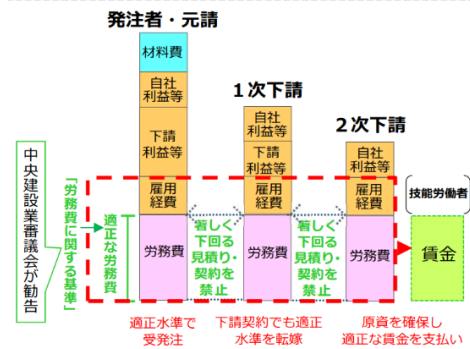 発注者・元請
材料費
自社
利益等
下請
利益等
雇用
経費
労務費
1次下請
自社
利益等
下請
利益等
雇用
経費
労務費
2次下請
自社
利益等
雇用
経費
労務費
技能労働者
賃金
中央建設業審議会が勧告
「労務費に関する基準」
適正な労務費
著しく
下回る
見積り・
契約を
禁止
著しく
下回る
見積り・
契約を
禁止
適正水準で
受発注
下請契約でも適正
水準を転嫁
原資を確保し
適正な賃金を支払い